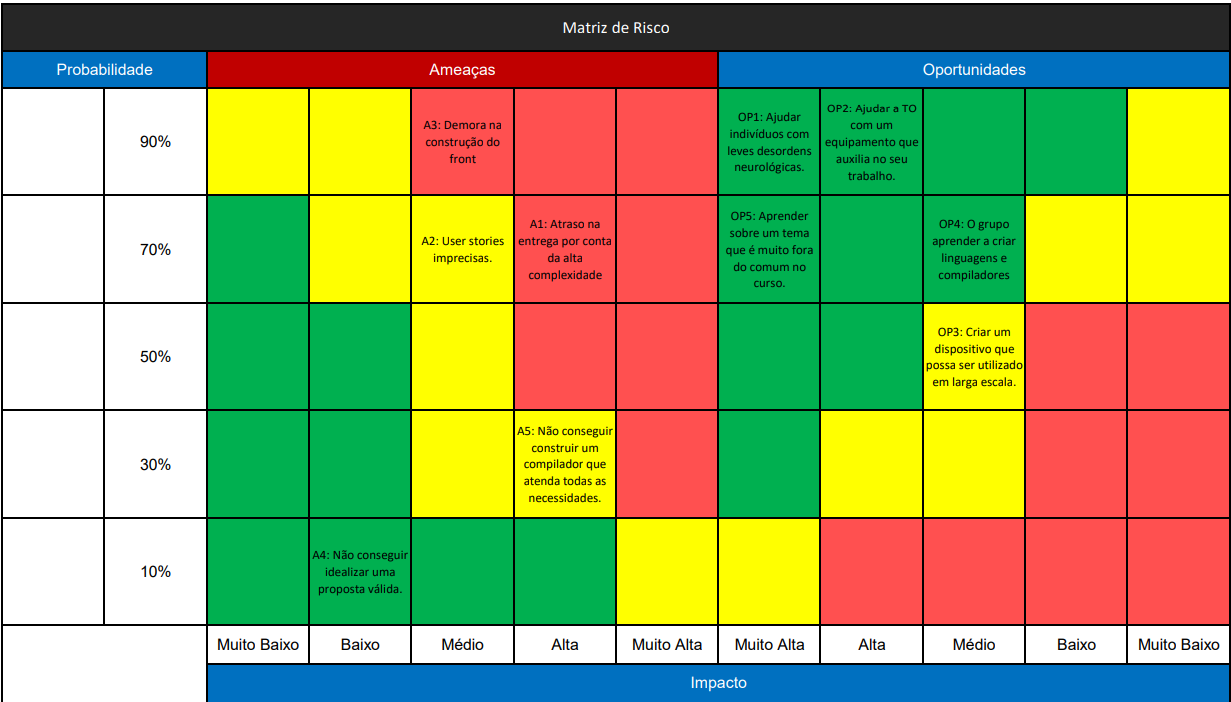 Matriz de Risco
Probabilidade
Ameaças
Oportunidades
90%
A3: Demora na
construção do
front
OP1: Ajudar
indivíduos com
leves desordens
neurológicas.
OP2: Ajudar a TO
com um
equipamento que
auxilia no seu
trabalho.
70%
A2: User stories
imprecisas.
A1: Atraso na
entrega por conta
da alta
complexidade
OP5: Aprender
sobre um tema
que é muito fora
do comum no
curso.
OP4: O grupo
aprender a criar
linguagens e
compiladores
50%
OP3: Criar um
dispositivo que
possa ser utilizado
em larga escala.
30%
A5: Não conseguir
construir um
compilador que
atenda todas as
necessidades.
10%
A4: Não conseguir
idealizar uma
proposta válida.
Muito Baixo
Baixo
Médio
Alta
Muito Alta
Muito Alta
Alta
Médio
Baixo
Muito Baixo
Impacto